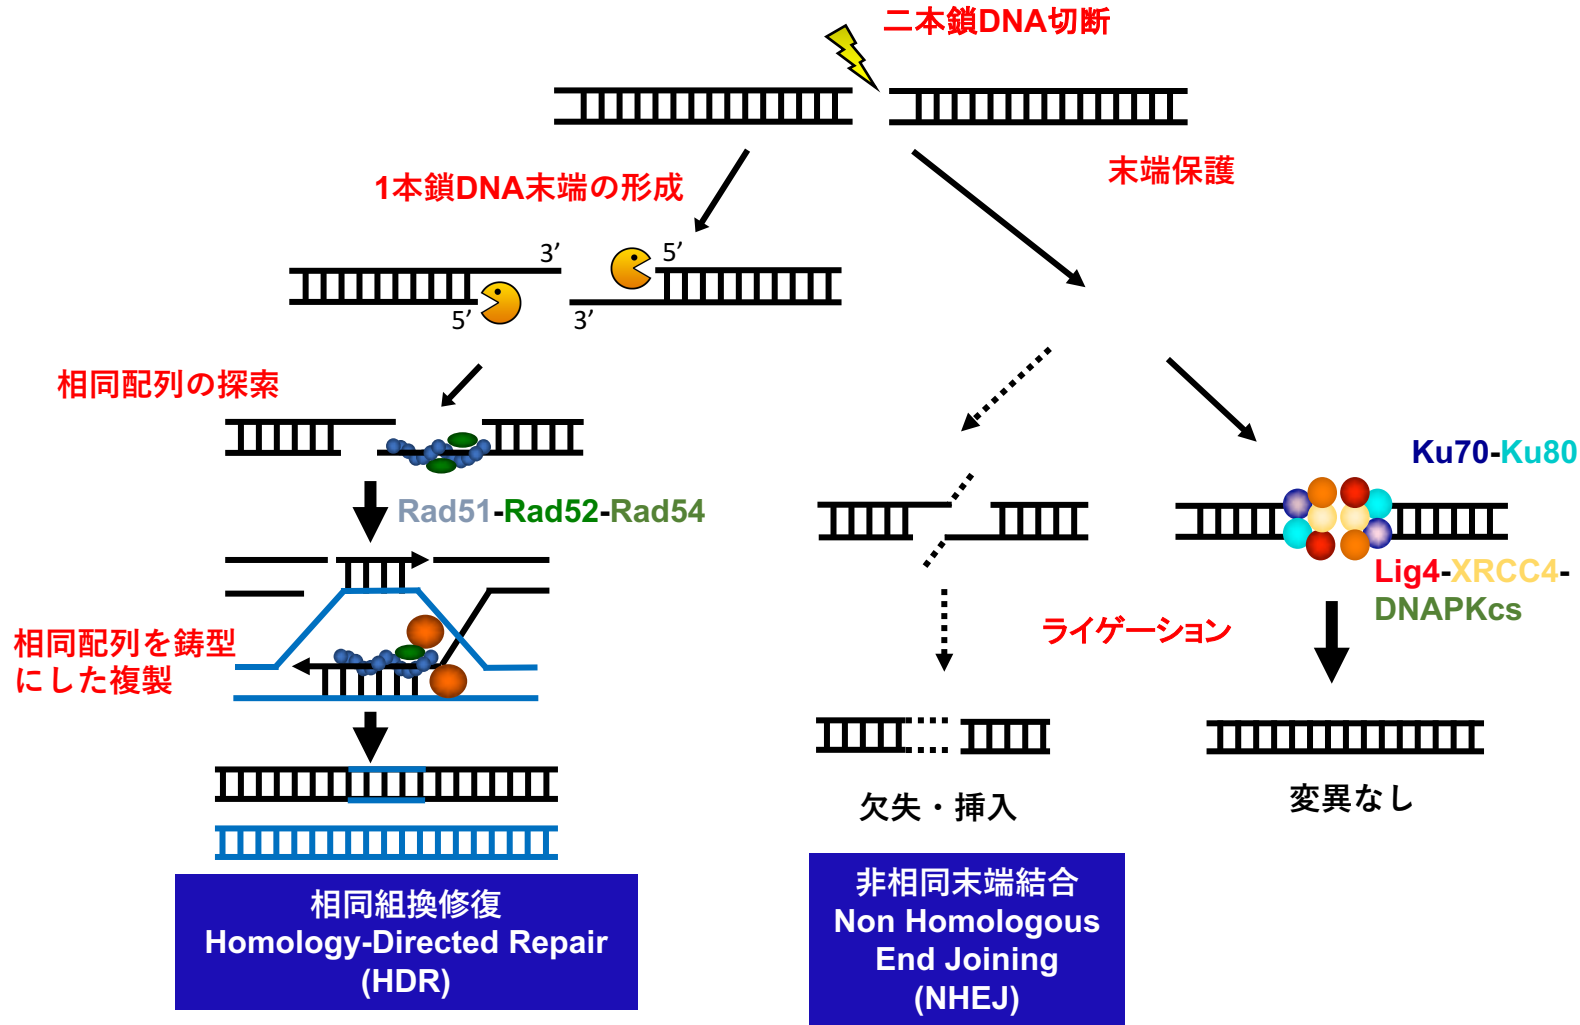 二本鎖DNA切断
1本鎖DNA末端の形成
末端保護
3’
5’
5’
3’
相同配列の探索
Rad51-Rad52-Rad54
相同配列を鋳型
にした複製
相同組換修復
Homology-Directed Repair
(HDR)
Ku70-Ku80
Lig4-XRCC4-
DNAPKcs
ライゲーション
欠失・挿入
変異なし
非相同末端結合
Non Homologous
End Joining
(NHEJ)